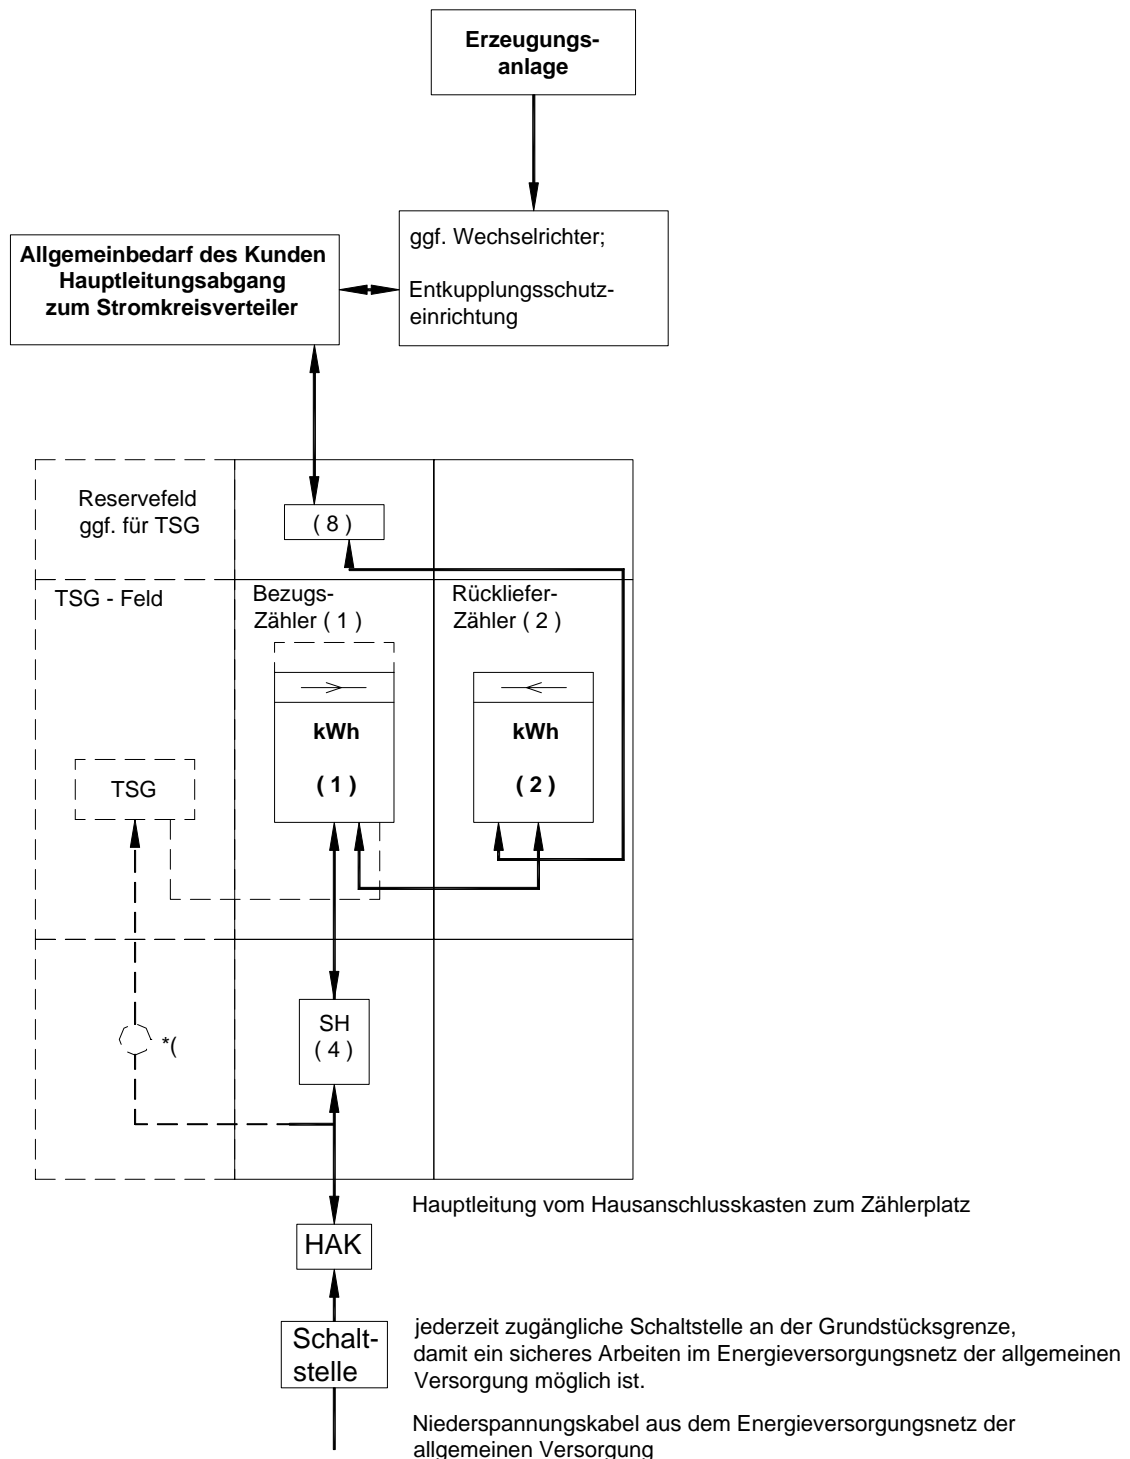 Erzeugungs-
anlage
ggf. Wechselrichter;
Entkupplungsschutz-
einrichtung
Allgemeinbedarf des Kunden
Hauptleitungsabgang
zum Stromkreisverteiler
Reservefeld
ggf. für TSG
( 8 )
TSG - Feld
Bezugs-
Zähler ( 1 )
Rückliefer-
Zähler ( 2 )
kWh
( 1 )
kWh
( 2 )
TSG
SH
( 4 )
*(
Hauptleitung vom Hausanschlusskasten zum Zählerplatz
HAK
Schalt-
stelle
jederzeit zugängliche Schaltstelle an der Grundstücksgrenze,
damit ein sicheres Arbeiten im Energieversorgungsnetz der allgemeinen
Versorgung möglich ist.
Niederspannungskabel aus dem Energieversorgungsnetz der
allgemeinen Versorgung